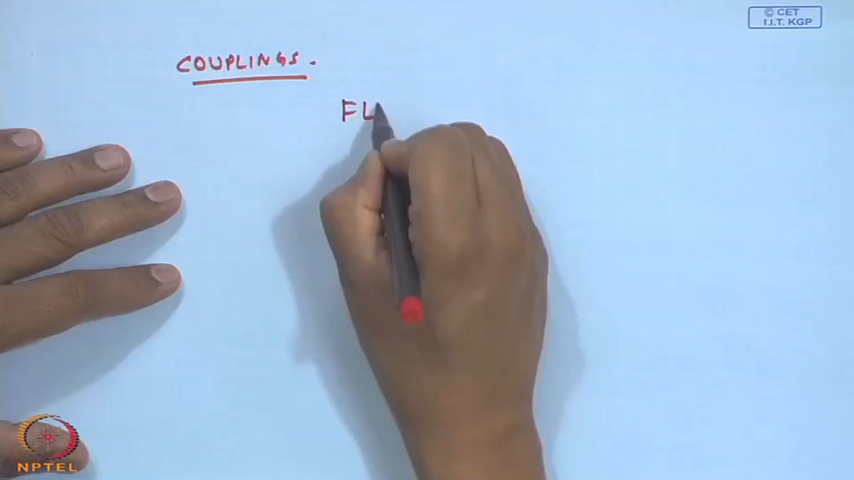 © CET
I.I.T. KGP
COUPLINGS.
FL
NPTEL